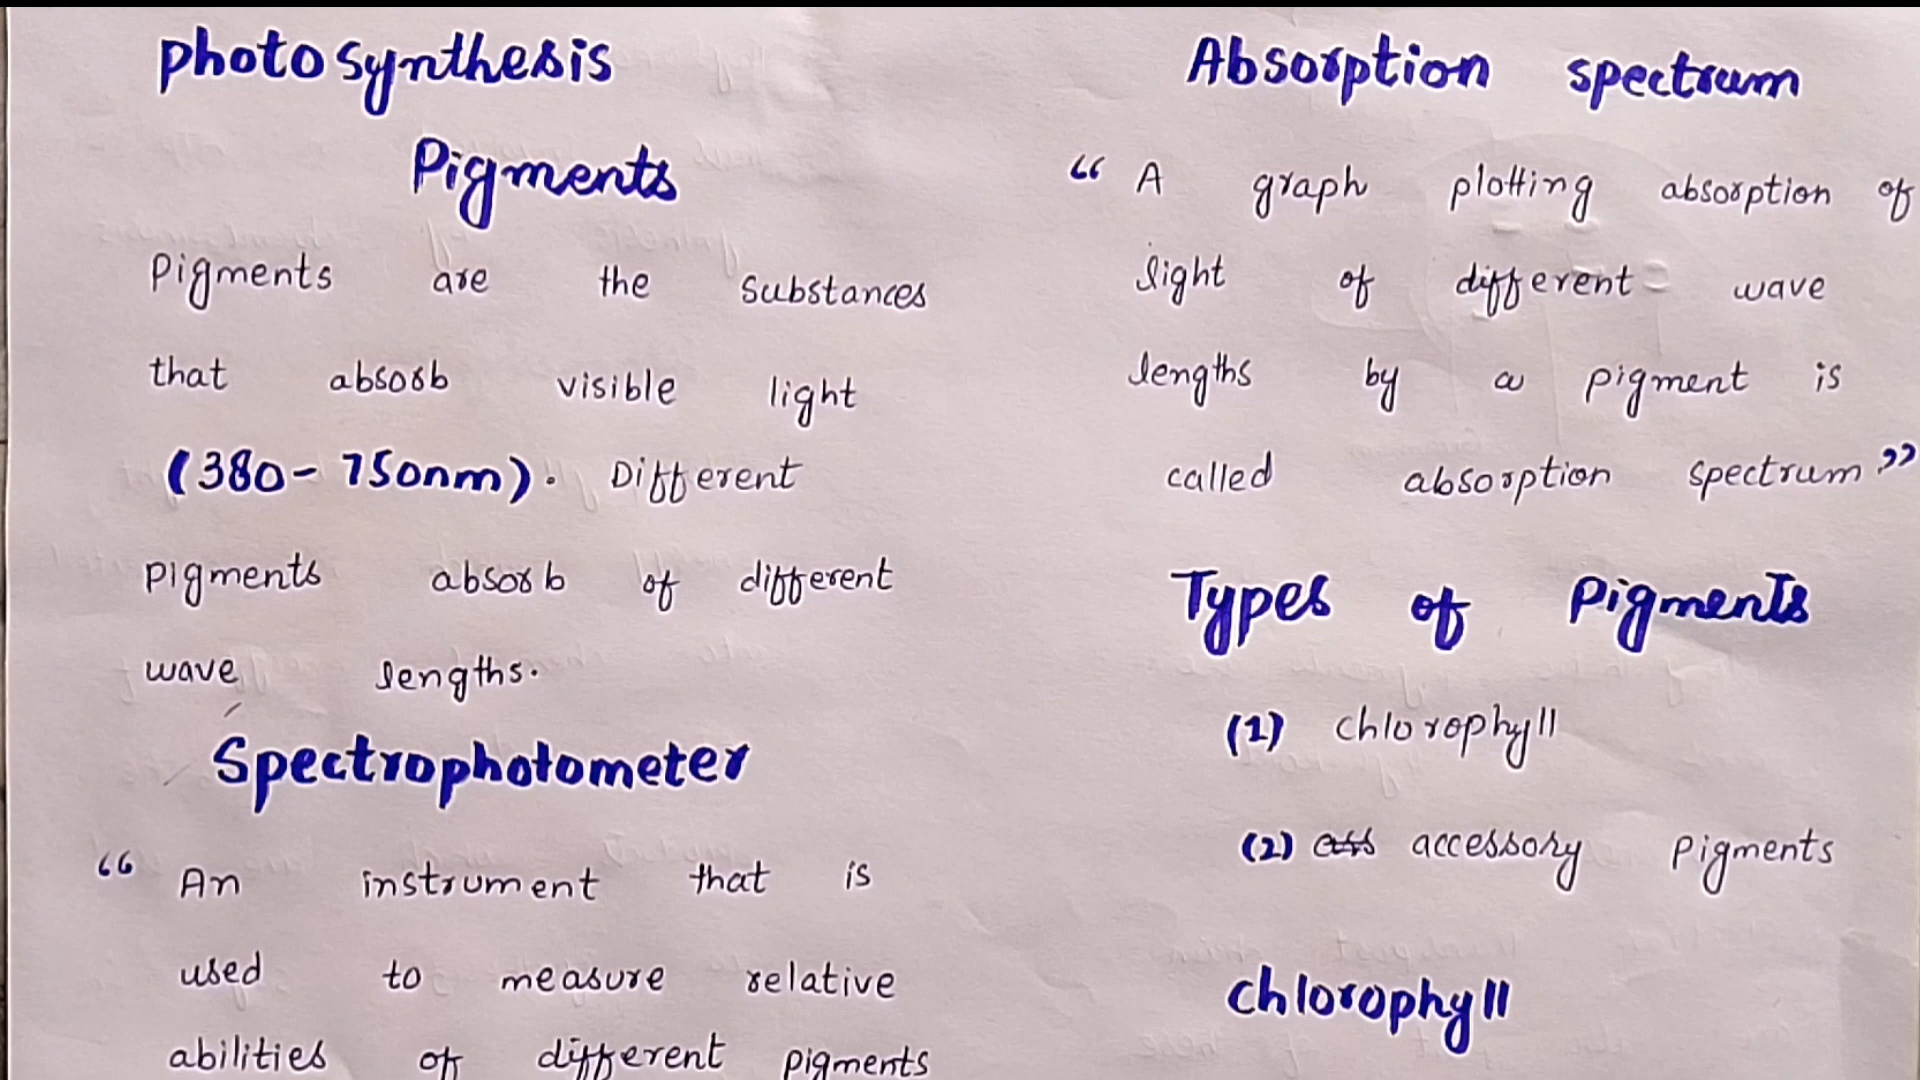 photosynthesis
Pigments
Pigments are the substances
that absorb visible light
(380- 750nm). Different
pigments absorb of different
wave lengths.
Spectrophotometer
“ An instrument that is
used to measure relative
abilities of different pigments
Absorption spectrum
“ A graph plotting absorption of
light of different wave
lengths by a pigment is
called absorption spectrum”
Types of Pigments
(1) chlorophyll
(2) accessory Pigments
chlorophyll